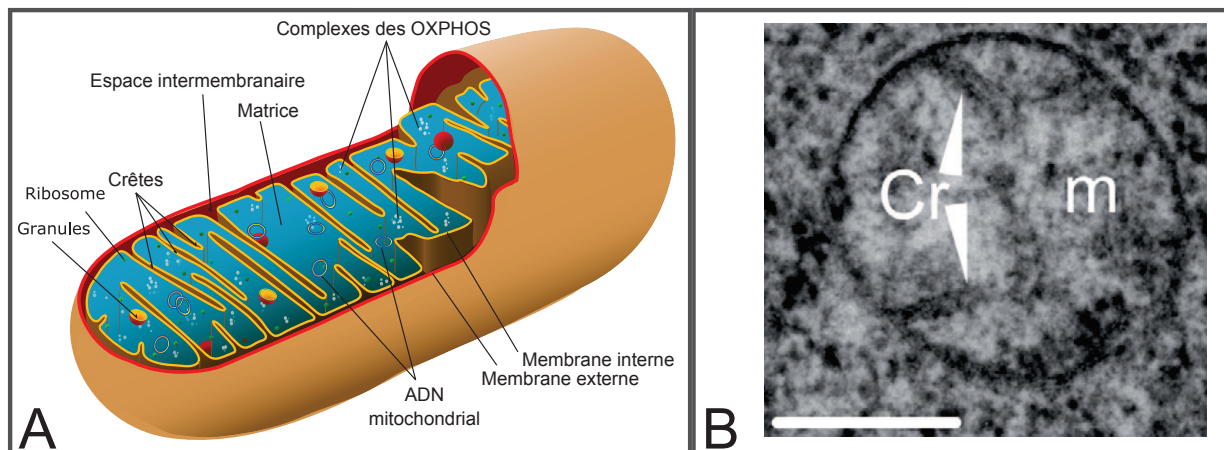 Complexes des OXPHOS
Espace intermembranaire
Matrice
Crêtes
Ribosome
Granules
Membrane interne
Membrane externe
ADN
mitochondrial
A
Cr
m
B